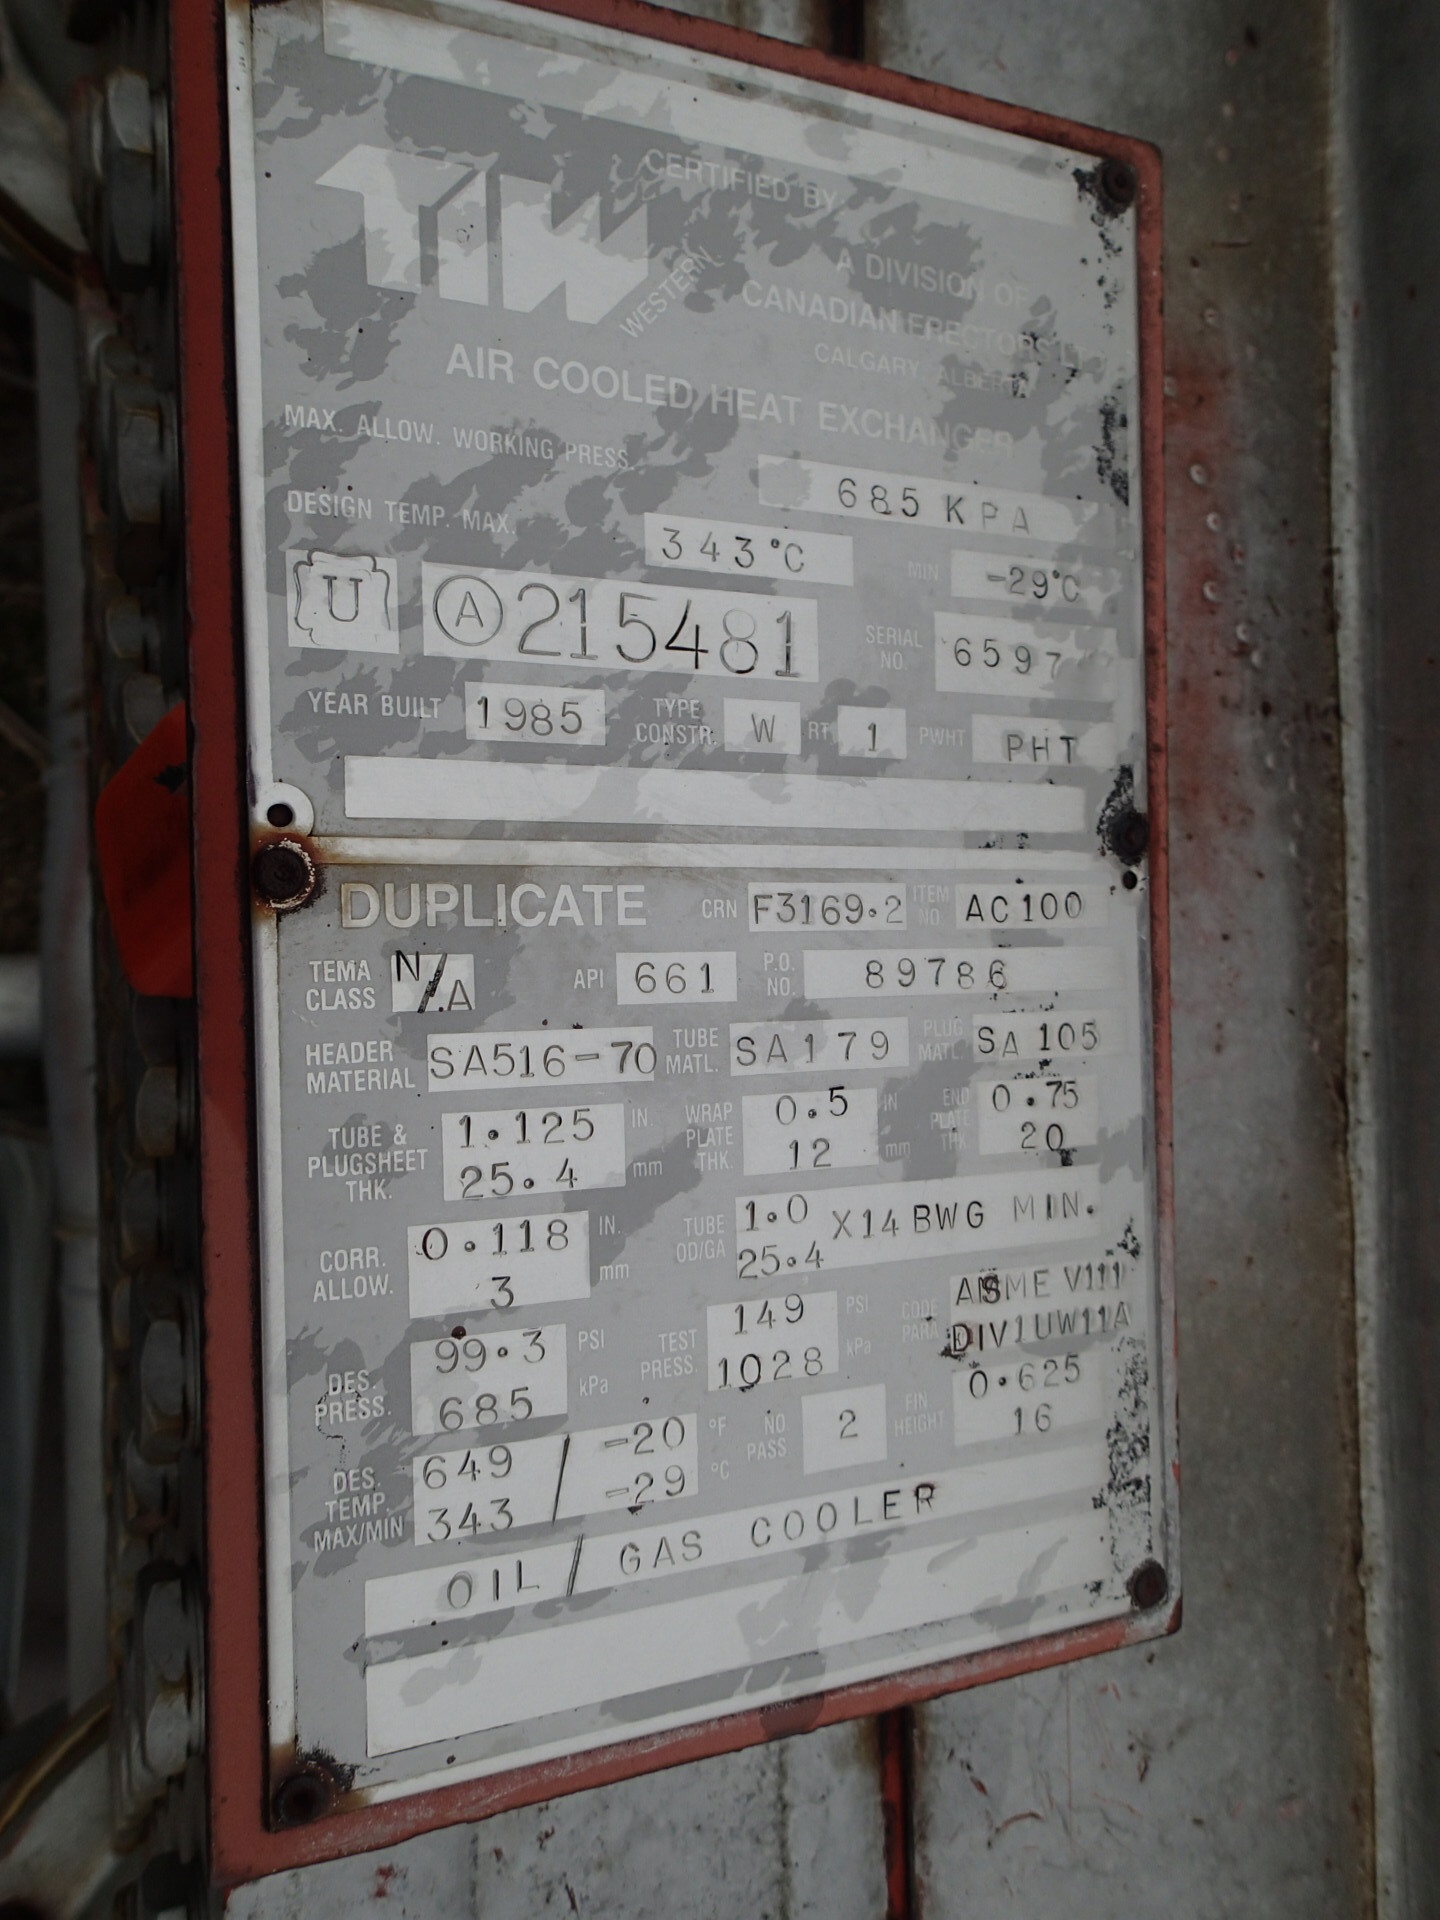 TIW
WESTERN
CERTIFIED BY
A DIVISION OF
CANADIAN ERECTORS
CALGARY, ALBERTA
AIR COOLED HEAT EXCHANGER
MAX. ALLOW. WORKING PRESS. 685 KPA
DESIGN TEMP. MAX. 343°C MIN -29°C
U A 215481 SERIAL NO. 6597
YEAR BUILT 1985 TYPE CONSTR. W RT 1 PWHT PHT
DUPLICATE CRN F3169.2 ITEM NO. AC100
TEMA CLASS N/A API 661 P.O. NO. 89786
HEADER MATERIAL SA516-70 TUBE MATL. SA179 PLUG MATL. SA 105
TUBE & PLUGSHEET THK. 1.125 IN. 25.4 mm WRAP PLATE THK. 0.5 IN 12 mm END PLATE THK 0.75 20
CORR. ALLOW. 0.118 IN. 3 mm TUBE OD/GA 1.0 25.4 X14 BWG MIN.
DES. PRESS. 99.3 PSI 685 kPa TEST PRESS. 149 PSI 1028 kPa CODE PARA ASME V111 DIV1UW11A
DES. TEMP. MAX/MIN 649 / -20 °F 343 / -29 °C NO PASS 2 FIN HEIGHT 0.625 16
OIL / GAS COOLER